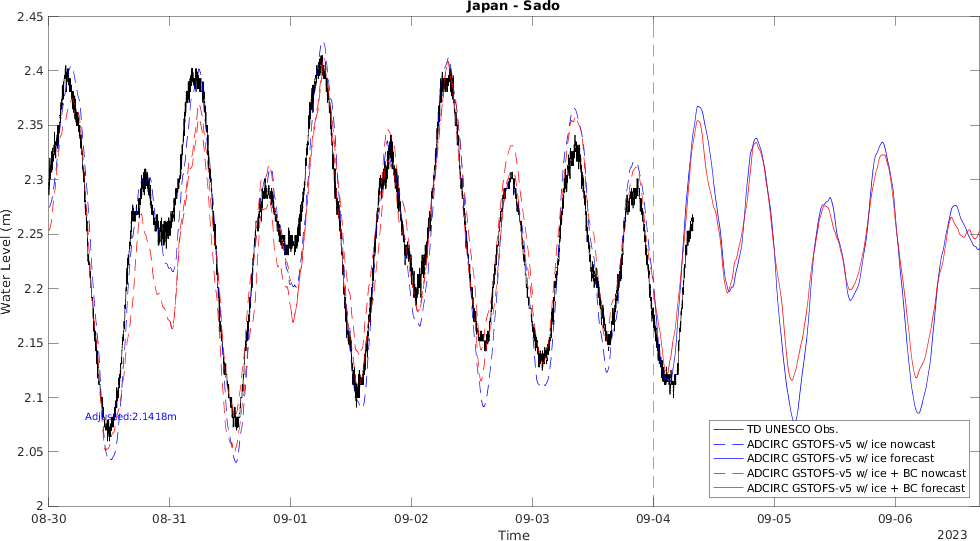 Japan - Sado
2.45
2.4
2.35
2.3
2.25
2.2
2.15
2.1
2.05
2
Water Level (m)
Adjusted:2.1418m
TD UNESCO Obs.
ADCIRC GSTOFS-v5 w/ ice nowcast
ADCIRC GSTOFS-v5 w/ ice forecast
ADCIRC GSTOFS-v5 w/ ice + BC nowcast
ADCIRC GSTOFS-v5 w/ ice + BC forecast
08-30 08-31 09-01 09-02 09-03 09-04 09-05 09-06
Time
2023